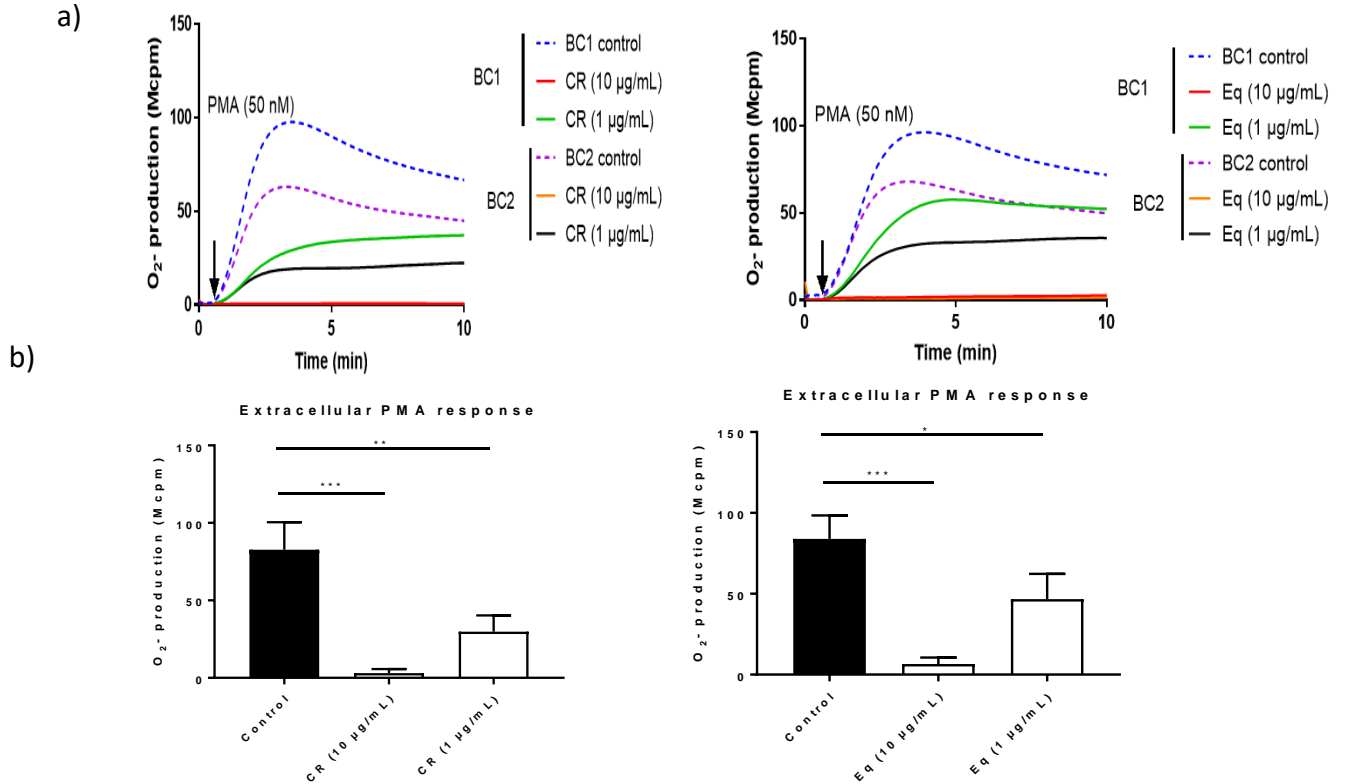 a)
150
100
50
0
O₂- production (Mcpm)
PMA (50 nM)
0 5 10
Time (min)
BC1
BC1 control
CR (10 µg/mL)
CR (1 µg/mL)
BC2
BC2 control
CR (10 µg/mL)
CR (1 µg/mL)
150
100
50
0
O₂- production (Mcpm)
PMA (50 nM)
0 5 10
Time (min)
BC1
BC1 control
Eq (10 µg/mL)
Eq (1 µg/mL)
BC2
BC2 control
Eq (10 µg/mL)
Eq (1 µg/mL)
b)
Extracellular PMA response
150
100
50
0
O₂- production (Mcpm)
**
***
Control
CR (10 µg/mL)
CR (1 µg/mL)
Extracellular PMA response
150
100
50
0
O₂- production (Mcpm)
*
***
Control
Eq (10 µg/mL)
Eq (1 µg/mL)